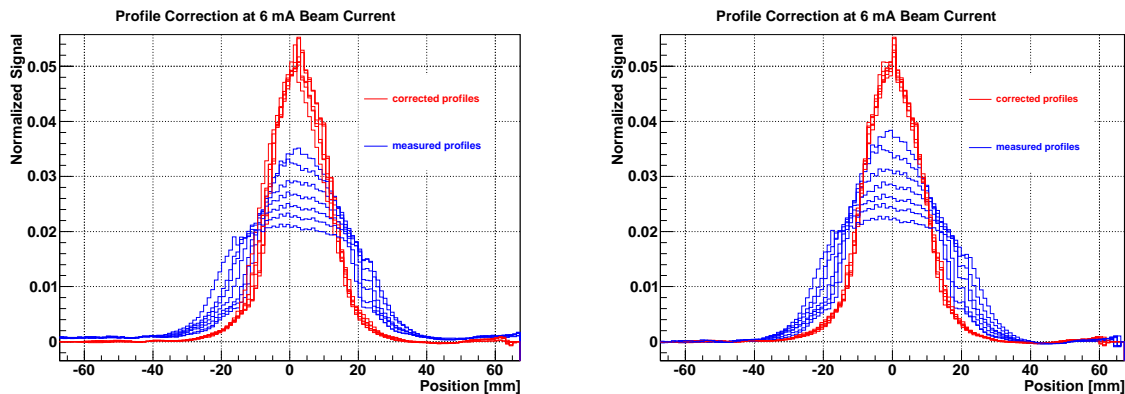 Profile Correction at 6 mA Beam Current
Normalized Signal
0.05
0.04
0.03
0.02
0.01
0
corrected profiles
measured profiles
-60 -40 -20 0 20 40 60
Position [mm]
Profile Correction at 6 mA Beam Current
Normalized Signal
0.05
0.04
0.03
0.02
0.01
0
corrected profiles
measured profiles
-60 -40 -20 0 20 40 60
Position [mm]